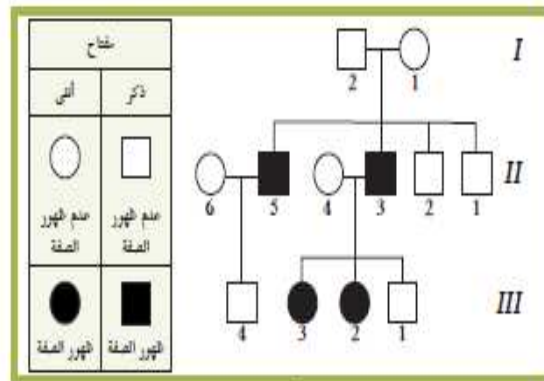 مفتاح
ذكر أنثى
عدم ظهور الصفة
عدم ظهور الصفة
ظهور الصفة
ظهور الصفة
I
2 1
II
6 5 4 3 2 1
III
4 3 2 1